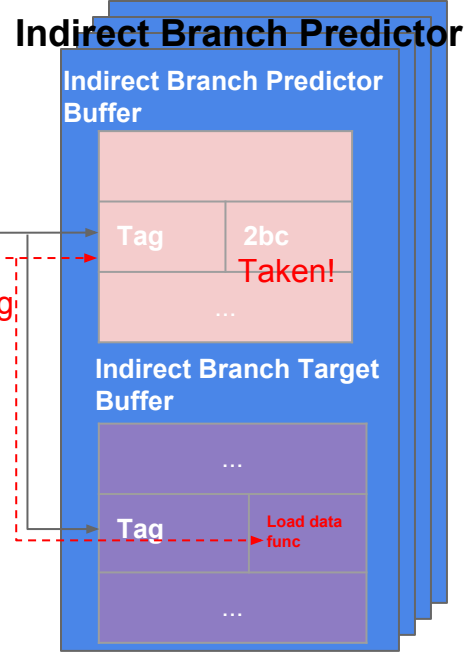 Indirect Branch Predictor
Indirect Branch Predictor
Buffer
Tag 2bc
Taken!
g
...
Indirect Branch Target
Buffer
...
Tag Load data
func
...